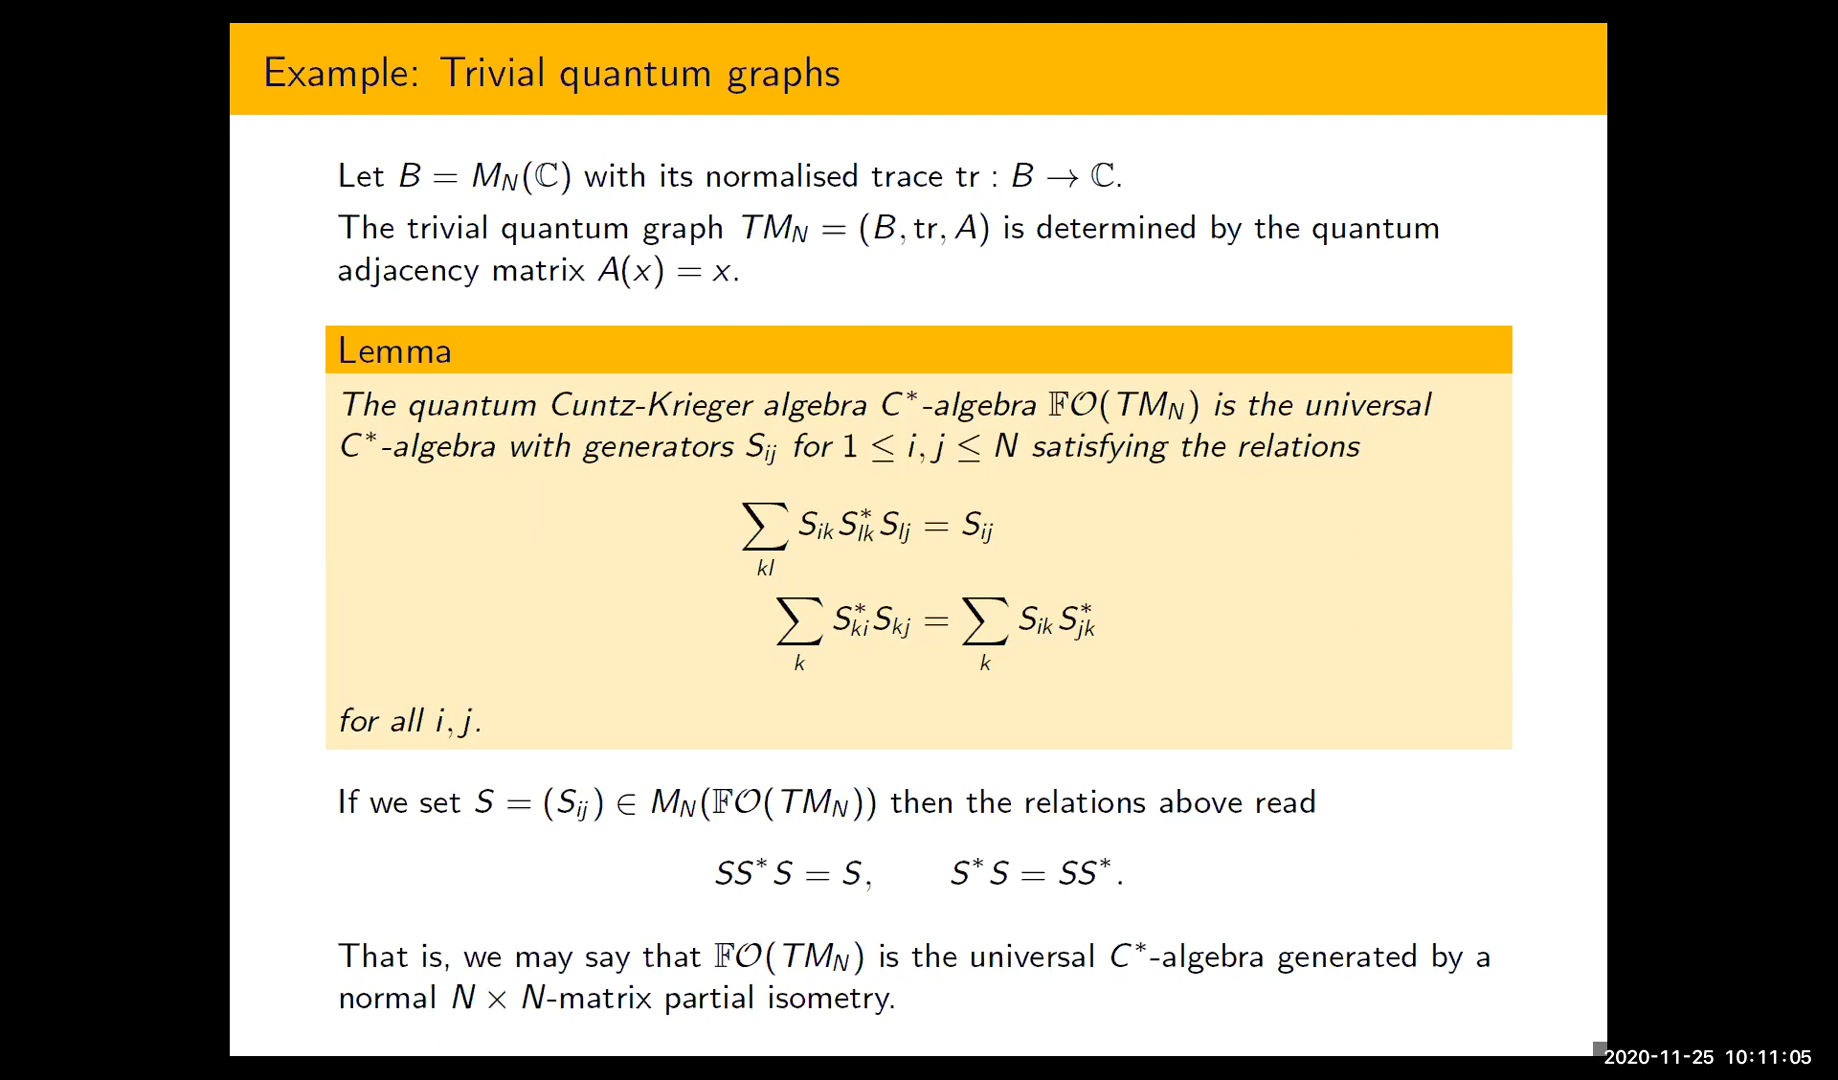 Example: Trivial quantum graphs
Let B = M_N(ℂ) with its normalised trace tr : B → ℂ.
The trivial quantum graph TM_N = (B, tr, A) is determined by the quantum
adjacency matrix A(x) = x.
Lemma
The quantum Cuntz-Krieger algebra C*-algebra 𝔽𝒪(TM_N) is the universal
C*-algebra with generators S_ij for 1 ≤ i, j ≤ N satisfying the relations
∑_kl S_ik S*_lk S_lj = S_ij
∑_k S*_ki S_kj = ∑_k S_ik S*_jk
for all i, j.
If we set S = (S_ij) ∈ M_N(𝔽𝒪(TM_N)) then the relations above read
SS*S = S, S*S = SS*.
That is, we may say that 𝔽𝒪(TM_N) is the universal C*-algebra generated by a
normal N × N-matrix partial isometry.
2020-11-25 10:11:05